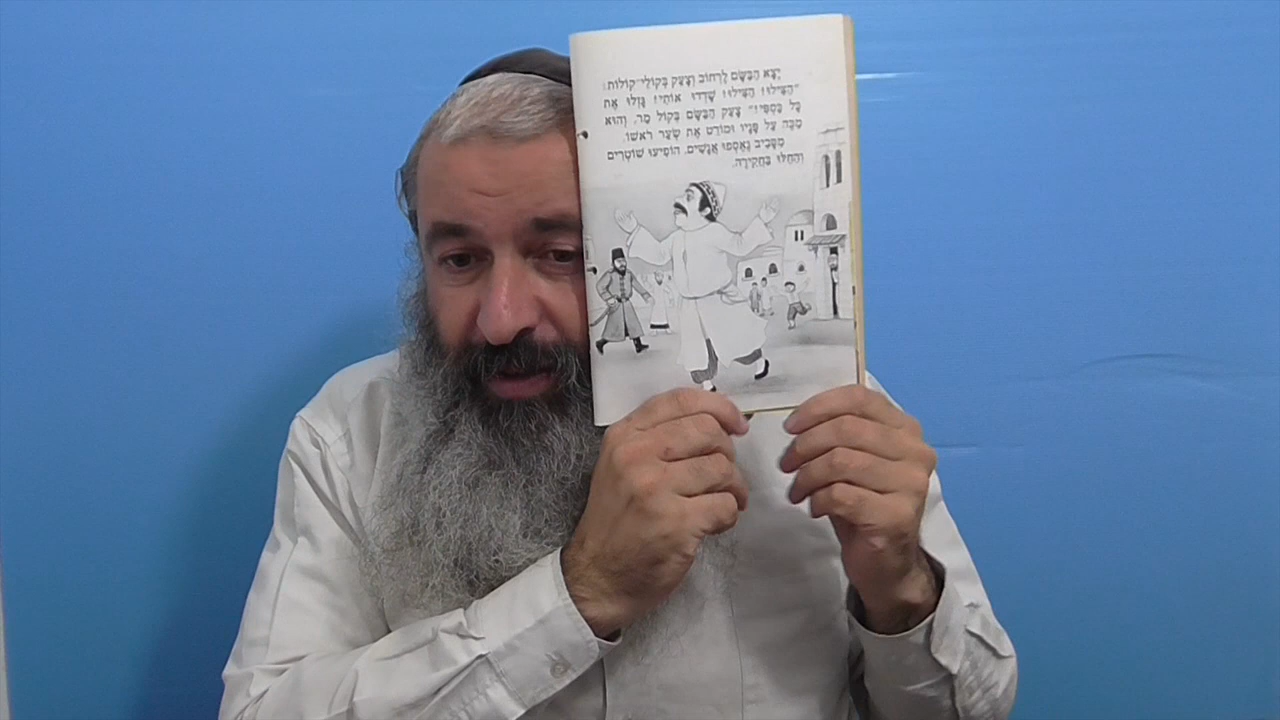 יָצָא הַבַּשָּׂם לָרְחוֹב וְצָעַק בְּקוֹלֵי־קוֹלוֹת:
"הַצִּילוּ! הַצִּילוּ! שָׁדְדוּ אוֹתִי! גָּזְלוּ אֶת
כָּל כַּסְפִּי!" צָעַק הַבַּשָּׂם בְּקוֹל מַר, וְהוּא
מַכֶּה עַל פָּנָיו וּמוֹרֵט אֶת שְׂעַר רֹאשׁוֹ.
מִסָּבִיב נֶאֶסְפוּ אֲנָשִׁים, הוֹפִיעוּ שׁוֹטְרִים
וְהֵחֵלּוּ בַּחֲקִירָה.